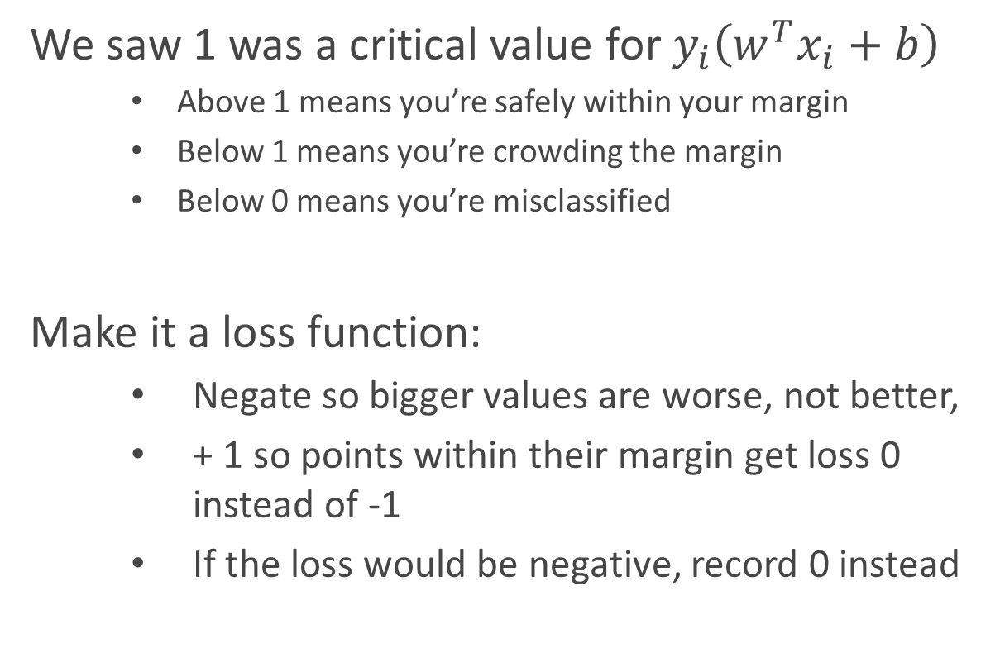 We saw 1 was a critical value for $y_i(w^T x_i + b)$
• Above 1 means you’re safely within your margin
• Below 1 means you’re crowding the margin
• Below 0 means you’re misclassified
Make it a loss function:
• Negate so bigger values are worse, not better,
• + 1 so points within their margin get loss 0
instead of -1
• If the loss would be negative, record 0 instead